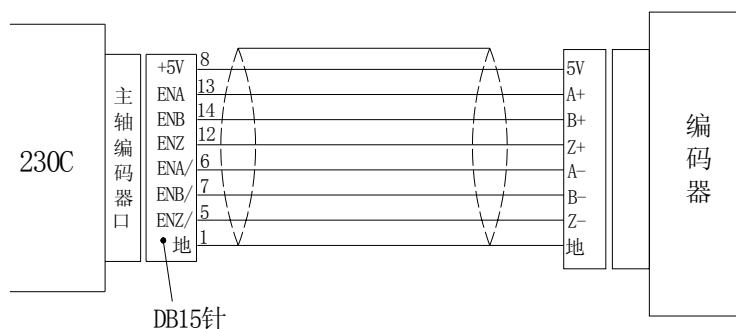 230C
主轴编码器口
+5V 8 5V
ENA 13 A+
ENB 14 B+
ENZ 12 Z+
ENA/ 6 A-
ENB/ 7 B-
ENZ/ 5 Z-
地 1 地
编码器
DB15针